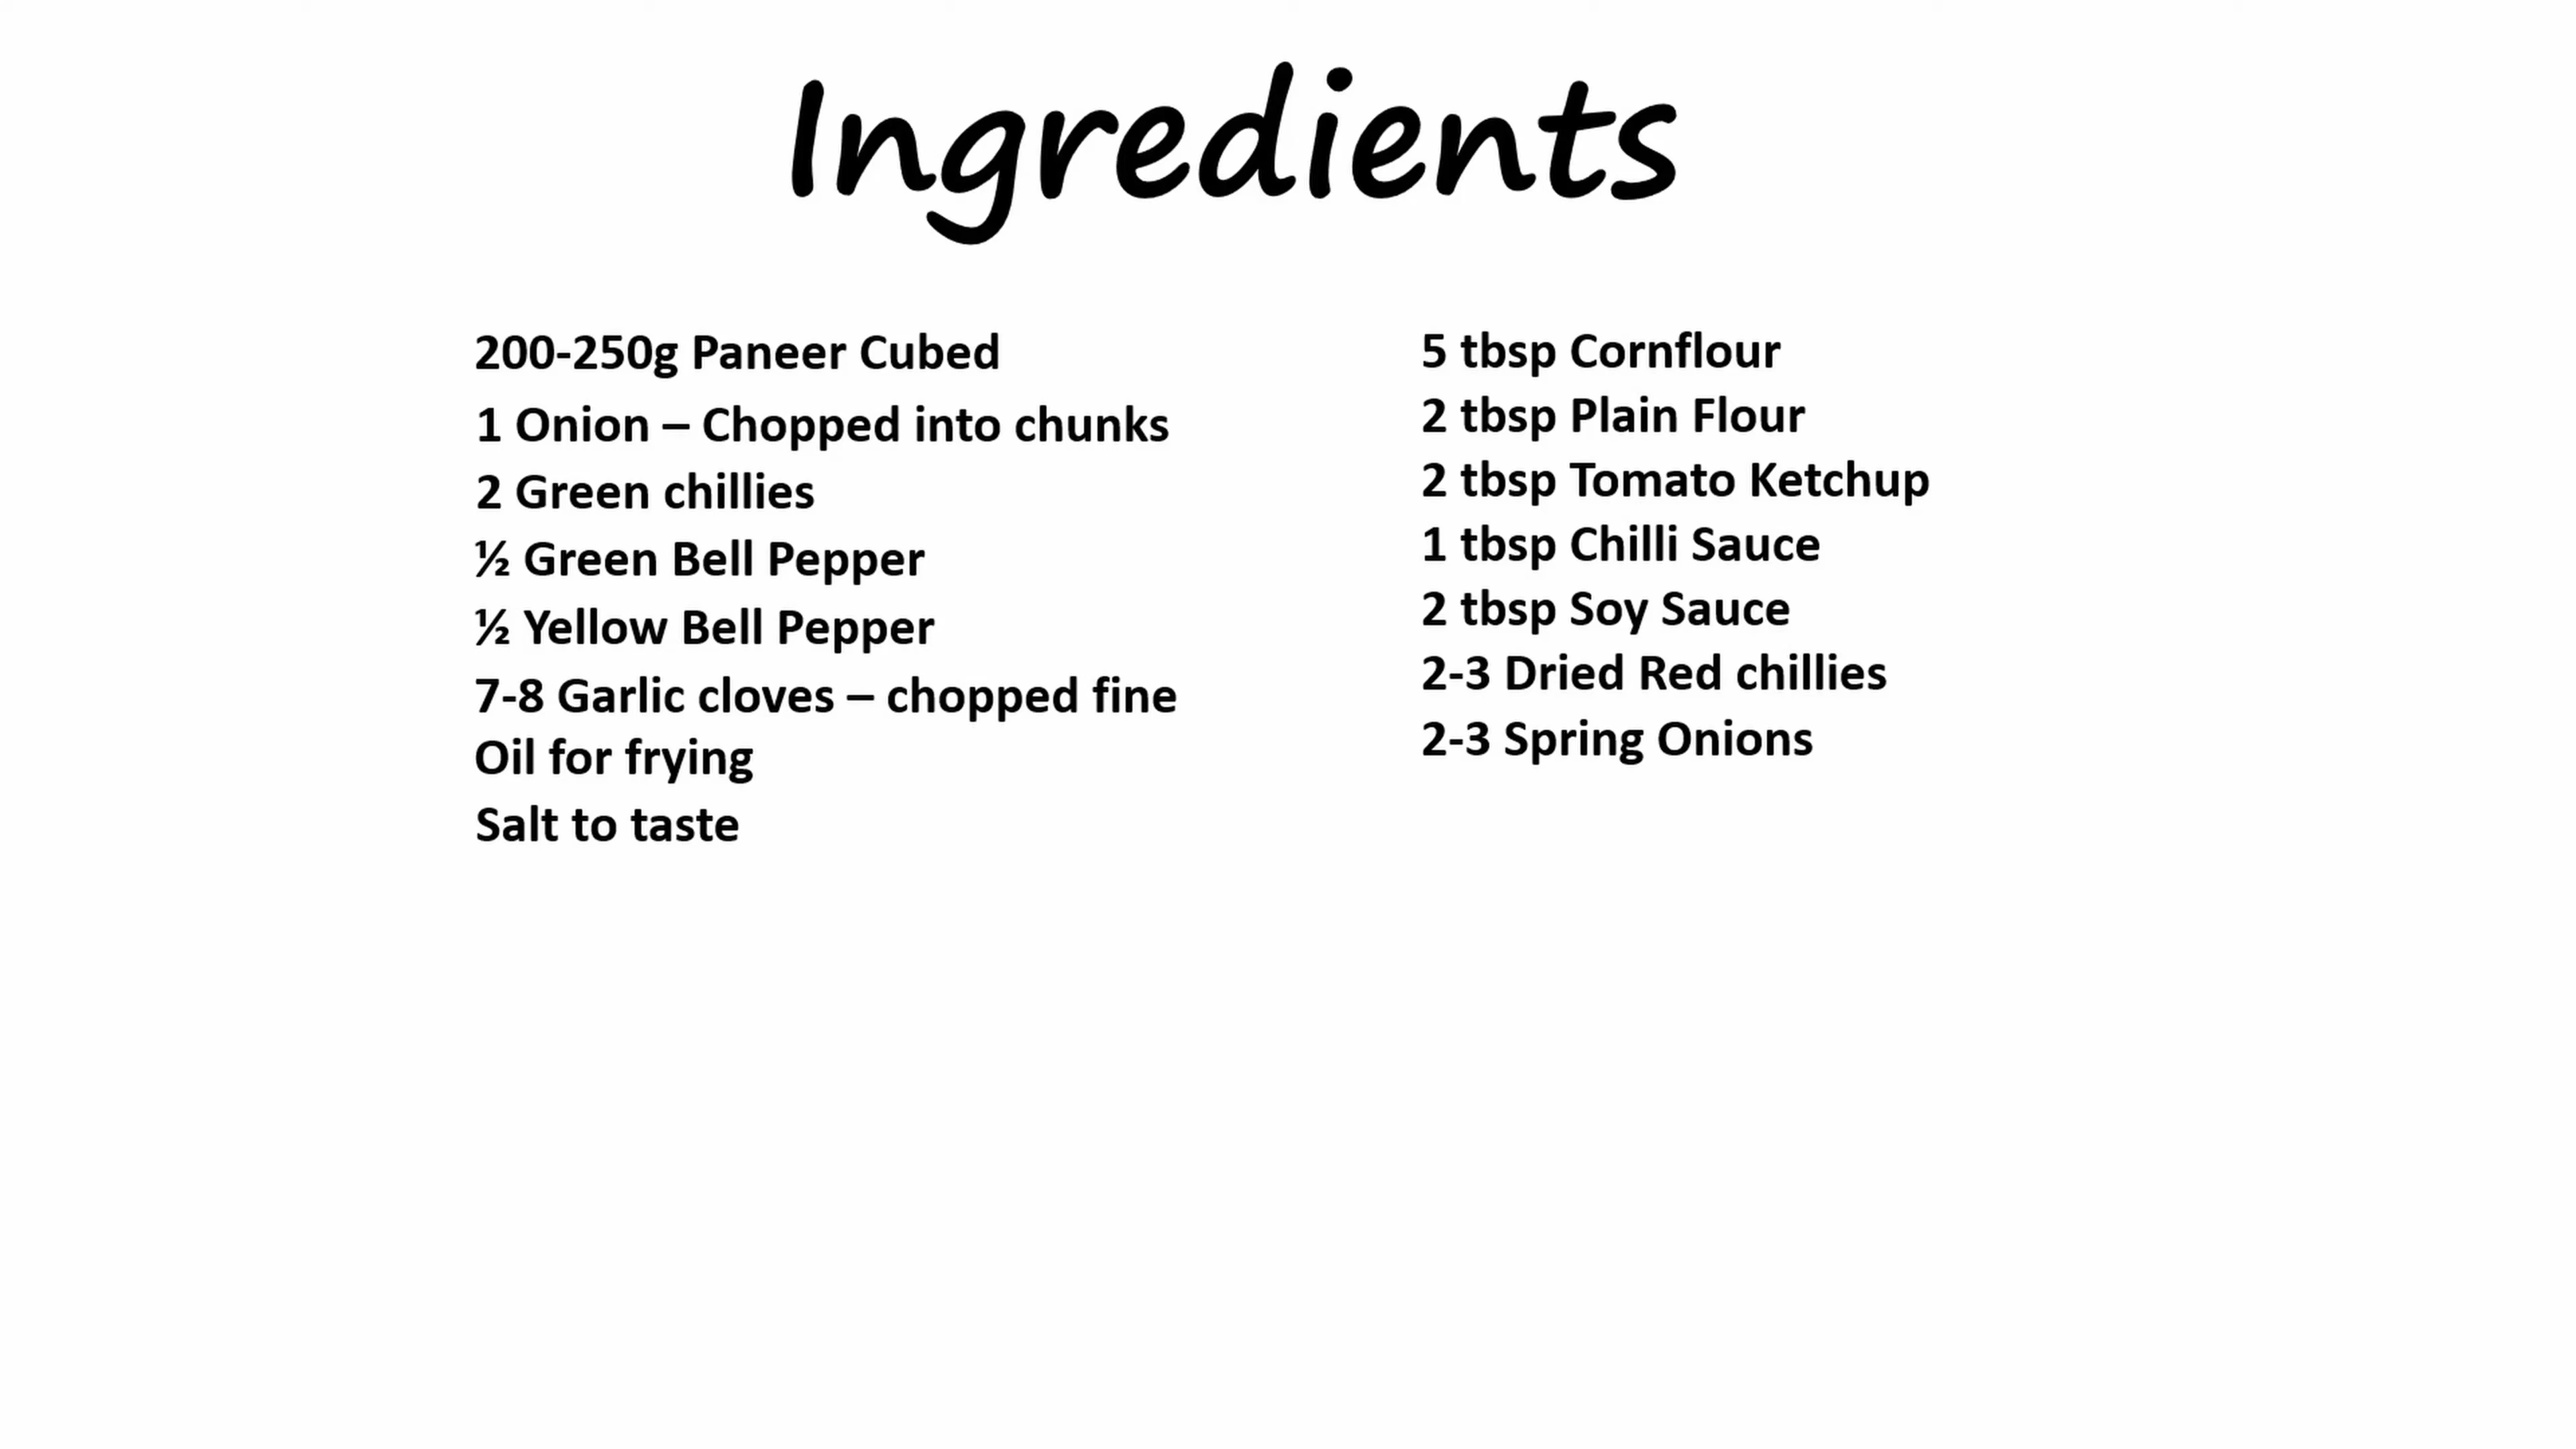 Ingredients
200-250g Paneer Cubed
1 Onion – Chopped into chunks
2 Green chillies
½ Green Bell Pepper
½ Yellow Bell Pepper
7-8 Garlic cloves – chopped fine
Oil for frying
Salt to taste
5 tbsp Cornflour
2 tbsp Plain Flour
2 tbsp Tomato Ketchup
1 tbsp Chilli Sauce
2 tbsp Soy Sauce
2-3 Dried Red chillies
2-3 Spring Onions